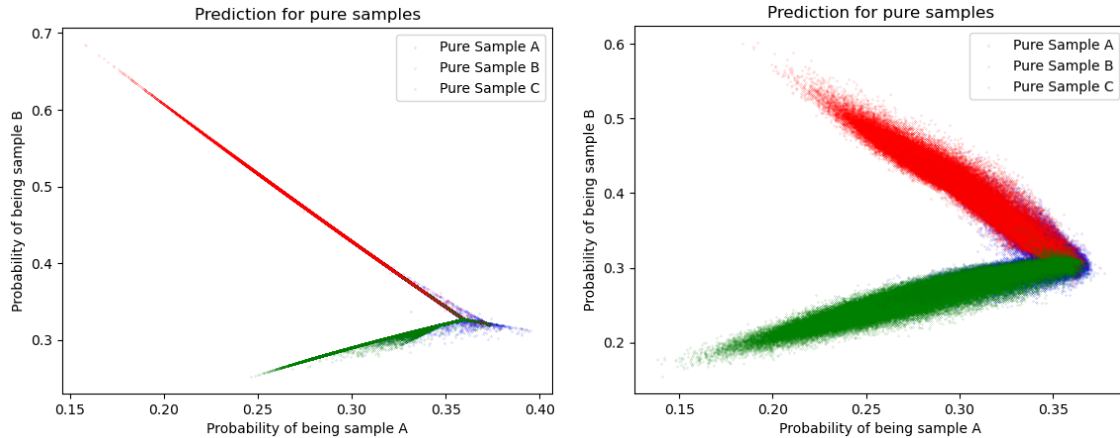 Prediction for pure samples
0.7
0.6
0.5
0.4
0.3
Probability of being sample B
Pure Sample A
Pure Sample B
Pure Sample C
0.15 0.20 0.25 0.30 0.35 0.40
Probability of being sample A
Prediction for pure samples
0.6
0.5
0.4
0.3
0.2
Probability of being sample B
Pure Sample A
Pure Sample B
Pure Sample C
0.15 0.20 0.25 0.30 0.35
Probability of being sample A